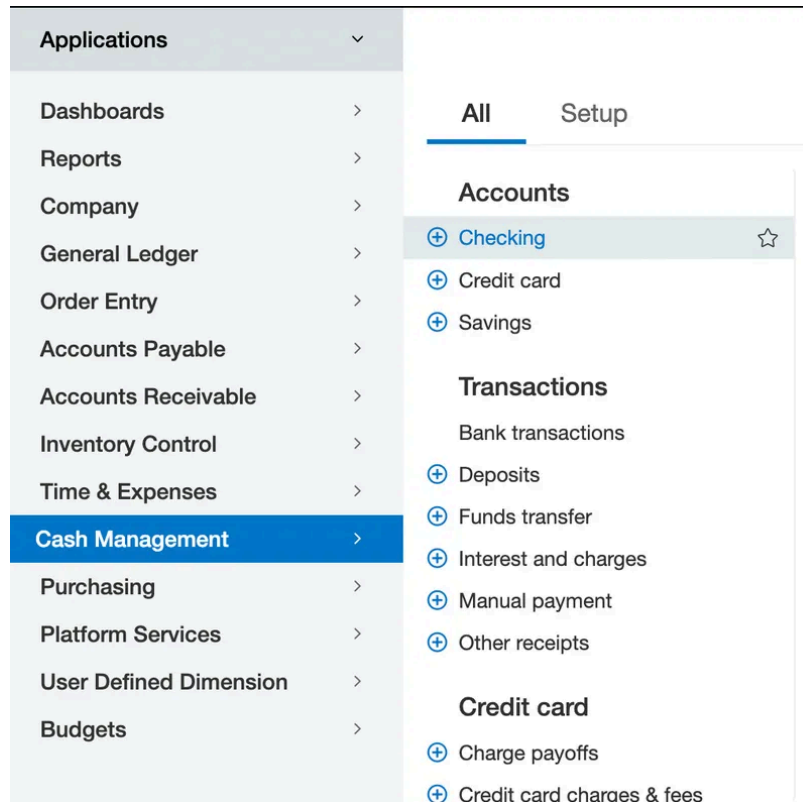 Applications
Dashboards
Reports
Company
General Ledger
Order Entry
Accounts Payable
Accounts Receivable
Inventory Control
Time & Expenses
Cash Management
Purchasing
Platform Services
User Defined Dimension
Budgets
All
Setup
Accounts
Checking
Credit card
Savings
Transactions
Bank transactions
Deposits
Funds transfer
Interest and charges
Manual payment
Other receipts
Credit card
Charge payoffs
Credit card charges & fees